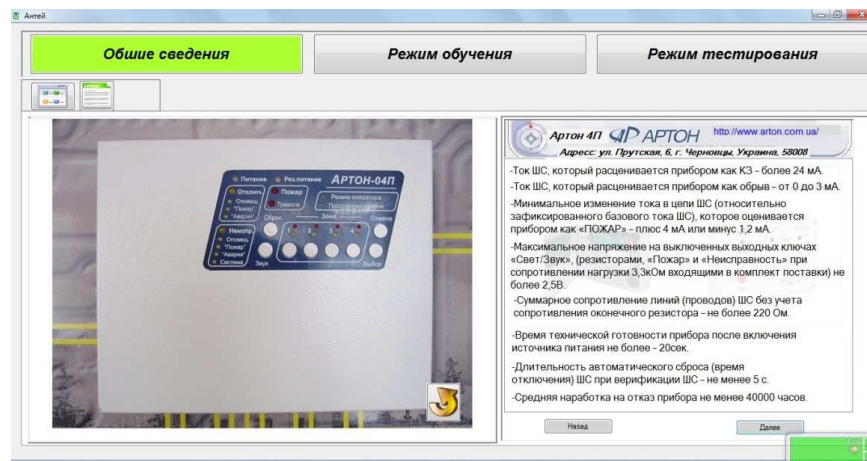 Антей
Обшие сведения
Режим обучения
Режим тестирования
Питание
Рез.питание
АРТОН-04П
Отключ.
Оповещ.
"Пожар"
"Авария"
Пожар
Тревога
Режим оператора
Неиспр.
Оповещ.
"Пожар"
"Авария"
Система
Сброс
Зона
Отмена
1 2 3 4
Звук
Выбор
Артон 4П АРТОН http://www.arton.com.ua/
Адресс: ул. Прутская, 6, г. Черновцы, Украина, 58008
-Ток ШС, который расценивается прибором как КЗ – более 24 мА.
-Ток ШС, который расценивается прибором как обрыв – от 0 до 3 мА.
-Минимальное изменение тока в цепи ШС (относительно
зафиксированного базового тока ШС), которое оценивается
прибором как «ПОЖАР» – плюс 4 мА или минус 1,2 мА.
-Максимальное напряжение на выключенных выходных ключах
«Свет/Звук», (резисторами, «Пожар» и «Неисправность» при
сопротивлении нагрузки 3,3кОм входящими в комплект поставки) не
более 2,5В.
-Суммарное сопротивление линий (проводов) ШС без учета
сопротивления оконечного резистора – не более 220 Ом.
-Время технической готовности прибора после включения
источника питания не более – 20сек.
-Длительность автоматического сброса (время
отключения) ШС при верификации ШС – не менее 5 с.
-Средняя наработка на отказ прибора не менее 40000 часов.
Назад
Далее